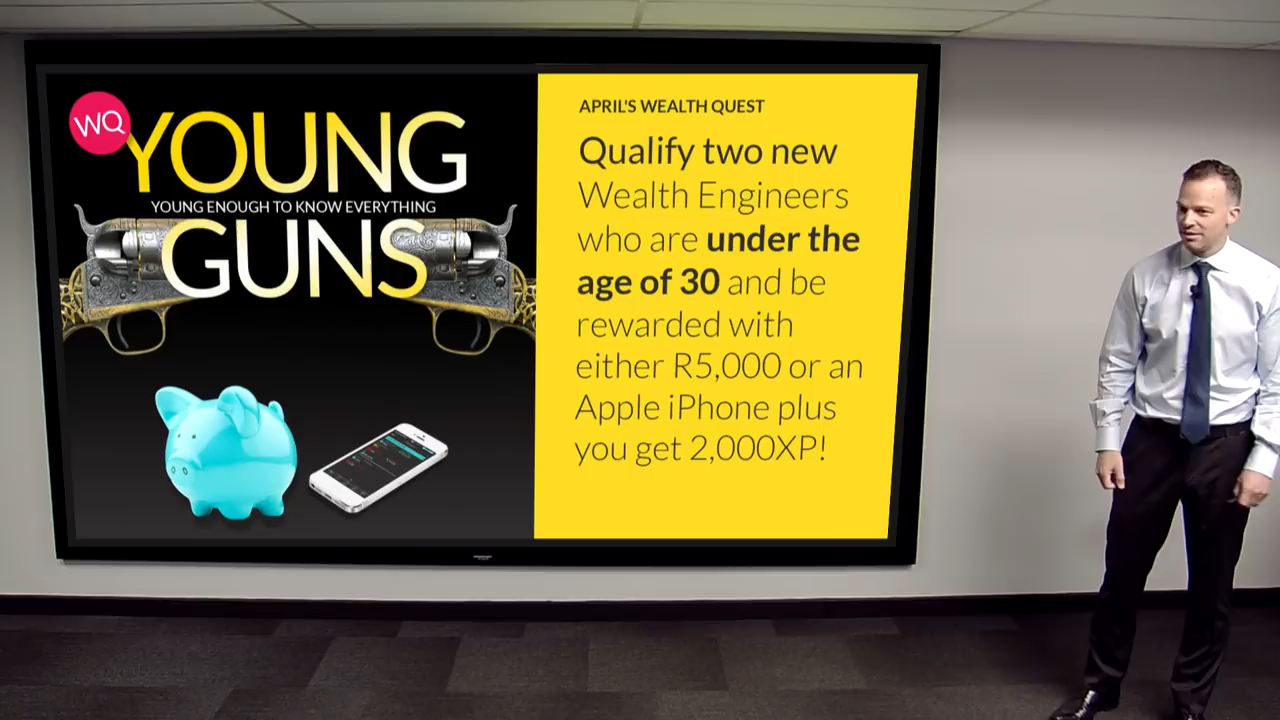 WQ
YOUNG
YOUNG ENOUGH TO KNOW EVERYTHING
GUNS
APRIL'S WEALTH QUEST
Qualify two new
Wealth Engineers
who are under the
age of 30 and be
rewarded with
either R5,000 or an
Apple iPhone plus
you get 2,000XP!